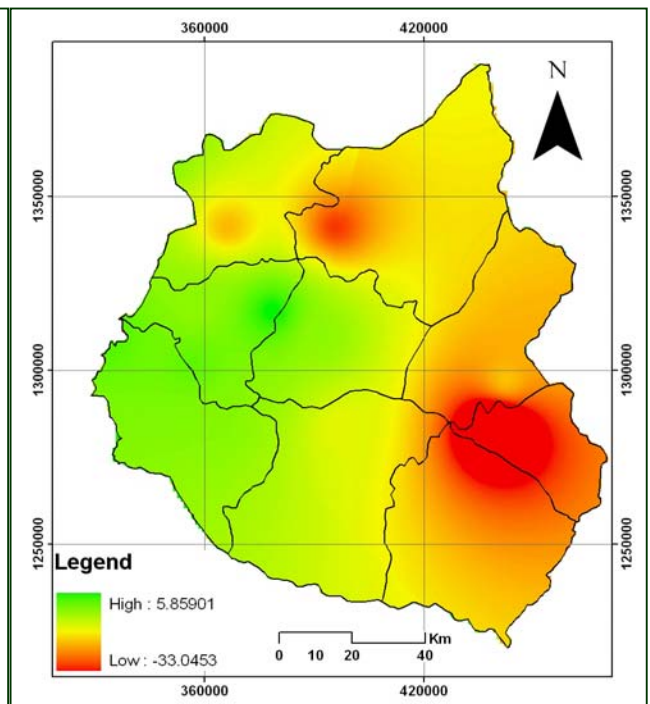 360000 420000
N
1350000 1350000
1300000 1300000
1250000 1250000
Legend
High : 5.85901
Low : -33.0453
Km
0 10 20 40
360000 420000